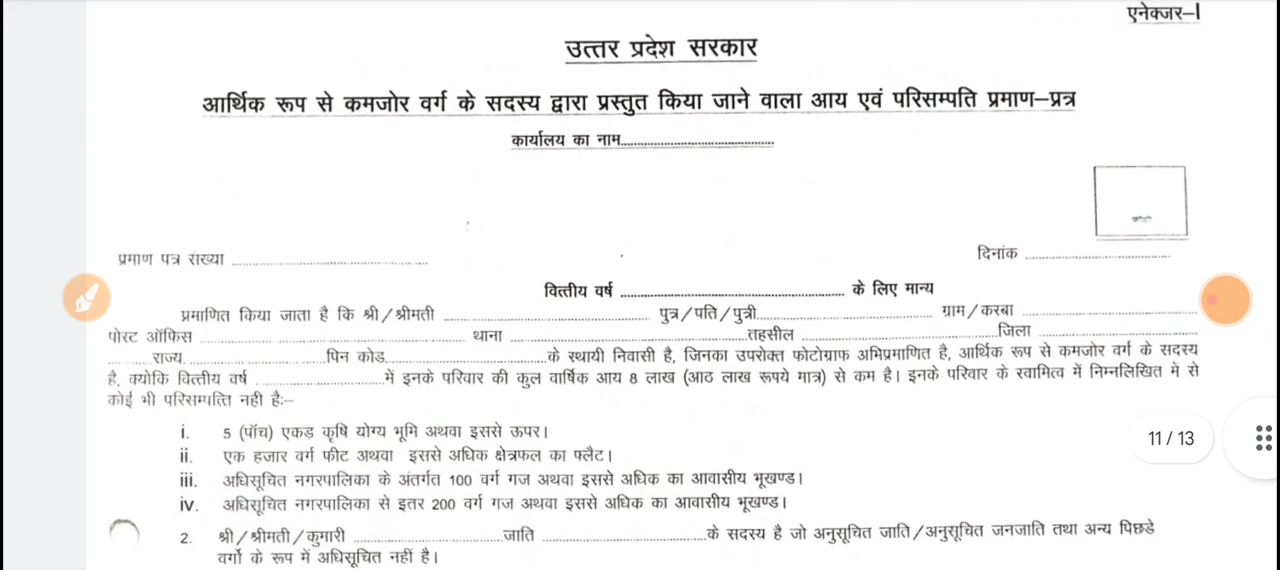 एनेक्जर–I
उत्तर प्रदेश सरकार
आर्थिक रूप से कमजोर वर्ग के सदस्य द्वारा प्रस्तुत किया जाने वाला आय एवं परिसम्पति प्रमाण–प्रत्र
कार्यालय का नाम........................................
प्रमाण पत्र संख्या ........................................ दिनांक ..............................
वित्तीय वर्ष ........................................ के लिए मान्य
प्रमाणित किया जाता है कि श्री/श्रीमती ........................................ पुत्र/पति/पुत्री........................................ ग्राम/कस्बा ........................................
पोस्ट ऑफिस ........................................ थाना ........................................तहसील ........................................जिला ........................................
........राज्य..............................पिन कोड..............................के स्थायी निवासी है, जिनका उपरोक्त फोटोग्राफ अभिप्रमाणित है, आर्थिक रूप से कमजोर वर्ग के सदस्य
है, क्योकि वित्तीय वर्ष ..............................में इनके परिवार की कुल वार्षिक आय 8 लाख (आठ लाख रूपये मात्र) से कम है। इनके परिवार के स्वामित्व में निम्नलिखित मे से
कोई भी परिसम्पत्ति नही है:–
i. 5 (पॉच) एकड़ कृषि योग्य भूमि अथवा इससे ऊपर।
ii. एक हजार वर्ग फीट अथवा इससे अधिक क्षेत्रफल का फ्लैट।
iii. अधिसूचित नगरपालिका के अंतर्गत 100 वर्ग गज अथवा इससे अधिक का आवासीय भूखण्ड।
iv. अधिसूचित नगरपालिका से इतर 200 वर्ग गज अथवा इससे अधिक का आवासीय भूखण्ड।
2. श्री/श्रीमती/कुमारी ........................................जाति ........................................के सदस्य है जो अनुसूचित जाति/अनुसूचित जनजाति तथा अन्य पिछडे
वर्गो के रूप में अधिसूचित नहीं है।
11 / 13